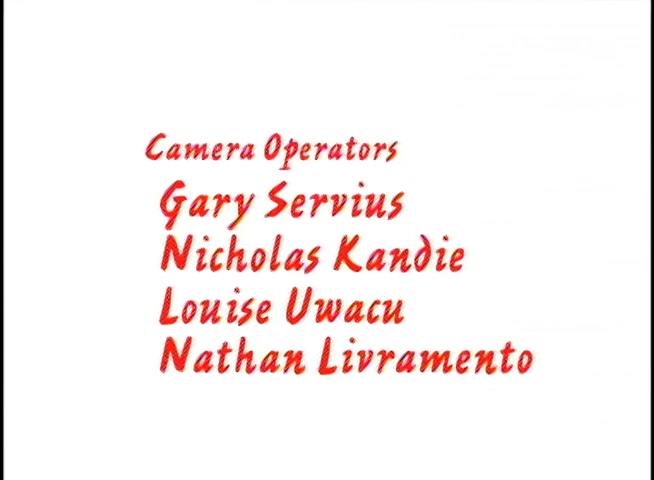 Camera Operators
Gary Servius
Nicholas Kandie
Louise Uwacu
Nathan Livramento